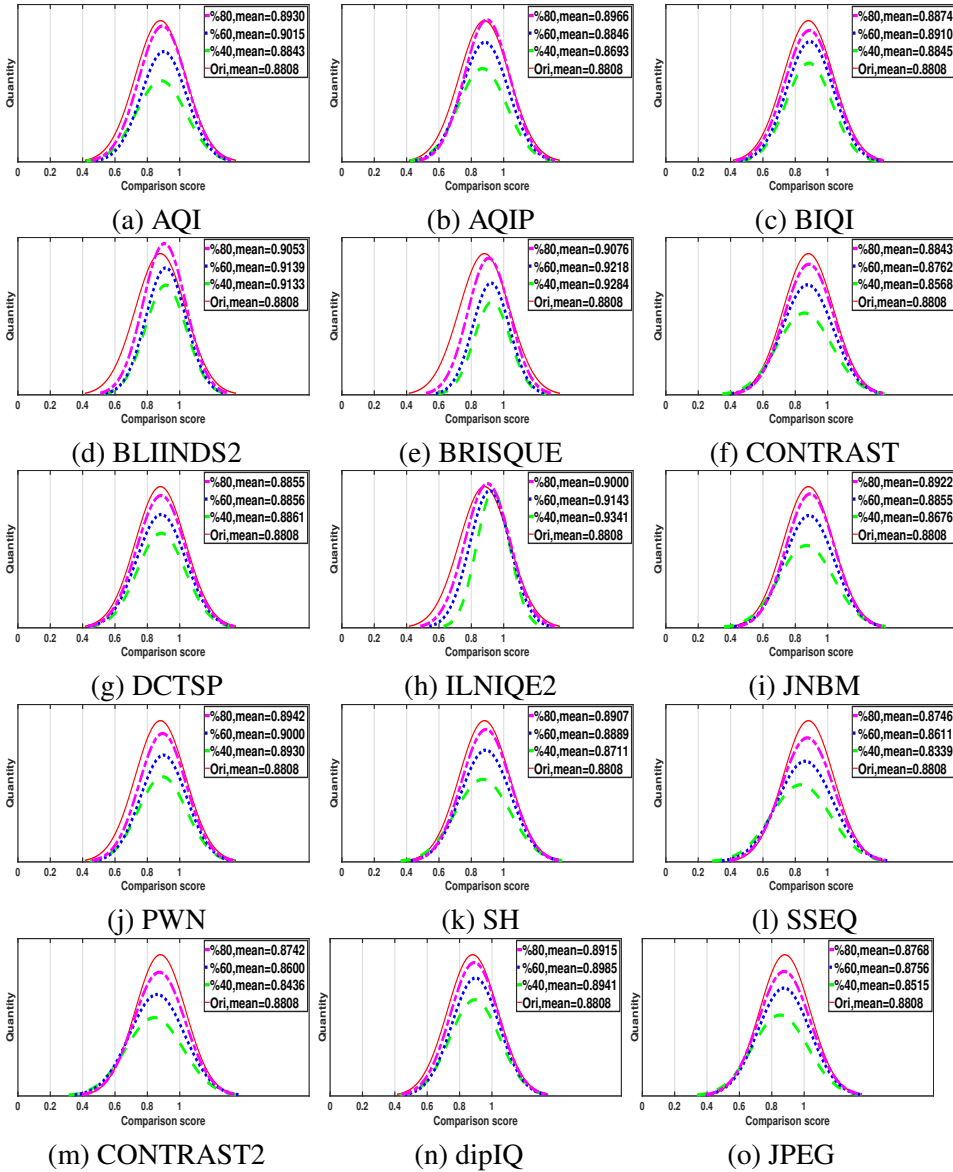 %80,mean=0.8930
%60,mean=0.9015
%40,mean=0.8843
Ori,mean=0.8808
Quantity
0 0.2 0.4 0.6 0.8 1
Comparison score
(a) AQI
%80,mean=0.8966
%60,mean=0.8846
%40,mean=0.8693
Ori,mean=0.8808
Quantity
0 0.2 0.4 0.6 0.8 1
Comparison score
(b) AQIP
%80,mean=0.8874
%60,mean=0.8910
%40,mean=0.8845
Ori,mean=0.8808
Quantity
0 0.2 0.4 0.6 0.8 1
Comparison score
(c) BIQI
%80,mean=0.9053
%60,mean=0.9139
%40,mean=0.9133
Ori,mean=0.8808
Quantity
0 0.2 0.4 0.6 0.8 1
Comparison score
(d) BLIINDS2
%80,mean=0.9076
%60,mean=0.9218
%40,mean=0.9284
Ori,mean=0.8808
Quantity
0 0.2 0.4 0.6 0.8 1
Comparison score
(e) BRISQUE
%80,mean=0.8843
%60,mean=0.8762
%40,mean=0.8568
Ori,mean=0.8808
Quantity
0 0.2 0.4 0.6 0.8 1
Comparison score
(f) CONTRAST
%80,mean=0.8855
%60,mean=0.8856
%40,mean=0.8861
Ori,mean=0.8808
Quantity
0 0.2 0.4 0.6 0.8 1
Comparison score
(g) DCTSP
%80,mean=0.9000
%60,mean=0.9143
%40,mean=0.9341
Ori,mean=0.8808
Quantity
0 0.2 0.4 0.6 0.8 1
Comparison score
(h) ILNIQE2
%80,mean=0.8922
%60,mean=0.8855
%40,mean=0.8676
Ori,mean=0.8808
Quantity
0 0.2 0.4 0.6 0.8 1
Comparison score
(i) JNBM
%80,mean=0.8942
%60,mean=0.9000
%40,mean=0.8930
Ori,mean=0.8808
Quantity
0 0.2 0.4 0.6 0.8 1
Comparison score
(j) PWN
%80,mean=0.8907
%60,mean=0.8889
%40,mean=0.8711
Ori,mean=0.8808
Quantity
0 0.2 0.4 0.6 0.8 1
Comparison score
(k) SH
%80,mean=0.8746
%60,mean=0.8611
%40,mean=0.8339
Ori,mean=0.8808
Quantity
0 0.2 0.4 0.6 0.8 1
Comparison score
(l) SSEQ
%80,mean=0.8742
%60,mean=0.8600
%40,mean=0.8436
Ori,mean=0.8808
Quantity
0 0.2 0.4 0.6 0.8 1
Comparison score
(m) CONTRAST2
%80,mean=0.8915
%60,mean=0.8985
%40,mean=0.8941
Ori,mean=0.8808
Quantity
0 0.2 0.4 0.6 0.8 1
Comparison score
(n) dipIQ
%80,mean=0.8768
%60,mean=0.8756
%40,mean=0.8515
Ori,mean=0.8808
Quantity
0 0.2 0.4 0.6 0.8 1
Comparison score
(o) JPEG